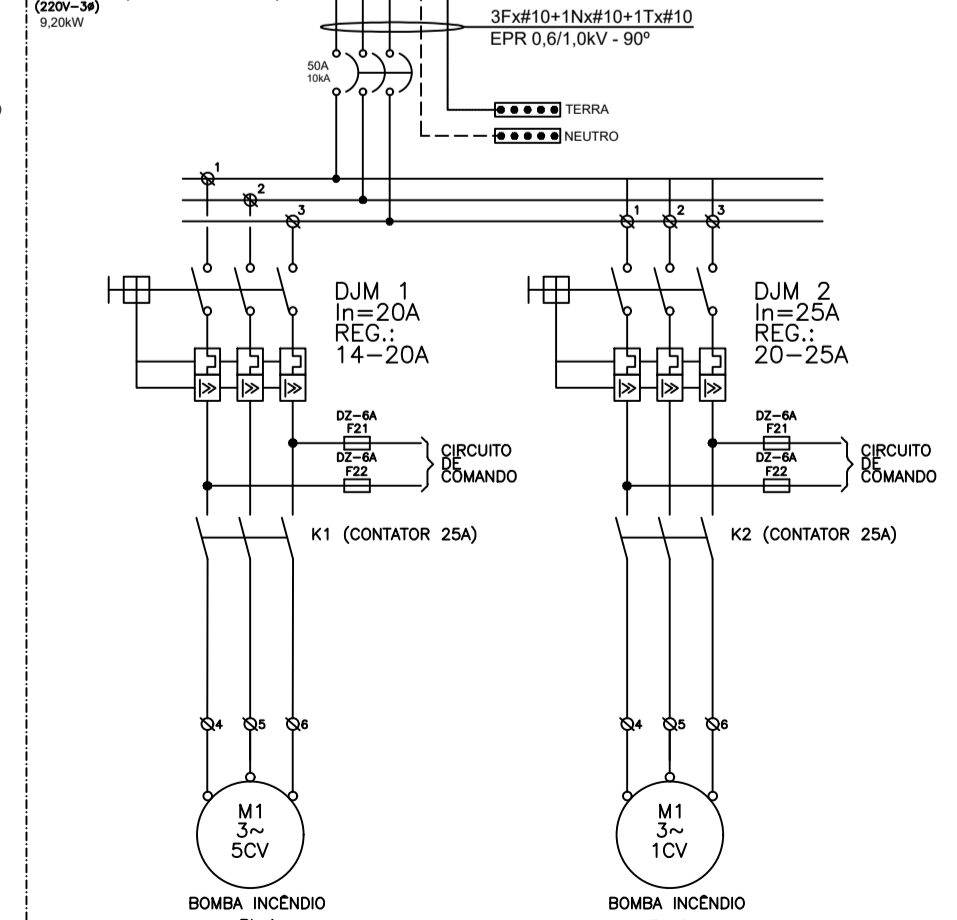 (220V-3ø)
9,20kW
3Fx#10+1Nx#10+1Tx#10
EPR 0,6/1,0kV - 90º
50A
10kA
TERRA
NEUTRO
1
2
3
1 2 3
DJM 1
In=20A
REG.:
14-20A
DJM 2
In=25A
REG.:
20-25A
DZ-6A
F21
DZ-6A
F22
CIRCUITO
DE
COMANDO
DZ-6A
F21
DZ-6A
F22
CIRCUITO
DE
COMANDO
K1 (CONTATOR 25A)
K2 (CONTATOR 25A)
4 5 6
4 5 6
M1
3~
5CV
M1
3~
1CV
BOMBA INCÊNDIO
BOMBA INCÊNDIO